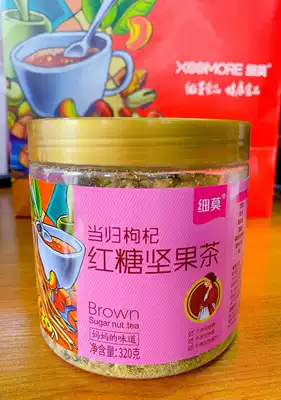 XSSMORE 细莫
细莫®
当归枸杞
红糖坚果茶
Brown
Sugar nut tea
妈妈的味道
净含量:320克